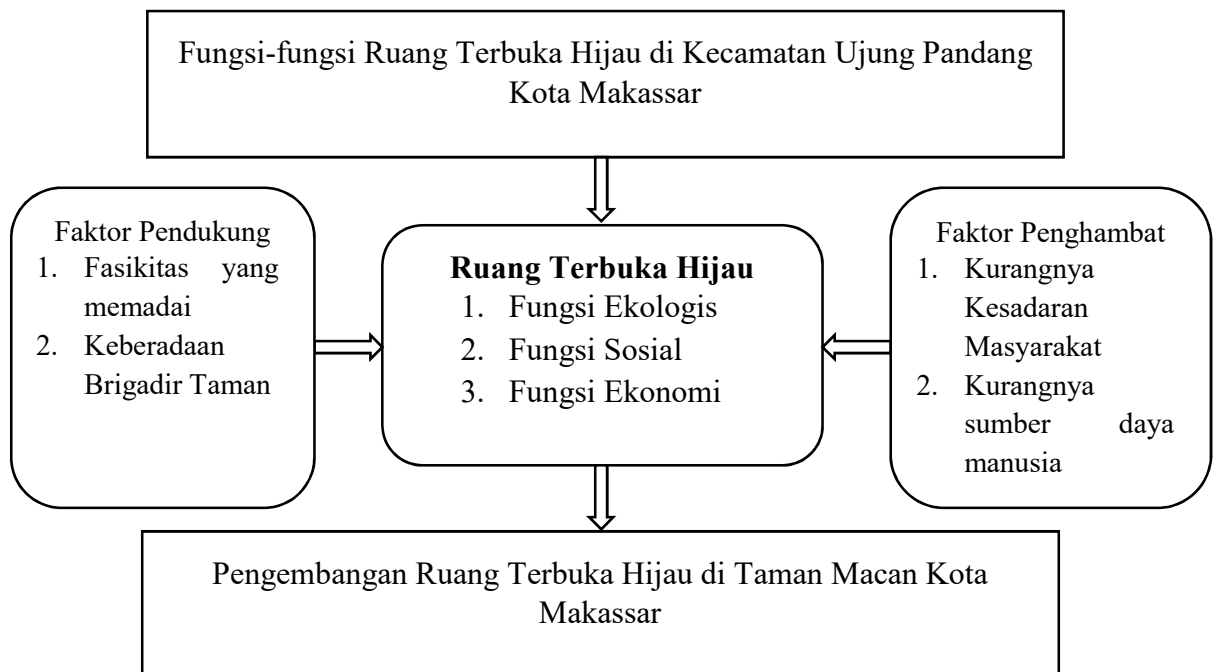 Fungsi-fungsi Ruang Terbuka Hijau di Kecamatan Ujung Pandang
Kota Makassar
Faktor Pendukung
1. Fasikitas yang
memadai
2. Keberadaan
Brigadir Taman
Ruang Terbuka Hijau
1. Fungsi Ekologis
2. Fungsi Sosial
3. Fungsi Ekonomi
Faktor Penghambat
1. Kurangnya
Kesadaran
Masyarakat
2. Kurangnya
sumber daya
manusia
Pengembangan Ruang Terbuka Hijau di Taman Macan Kota
Makassar